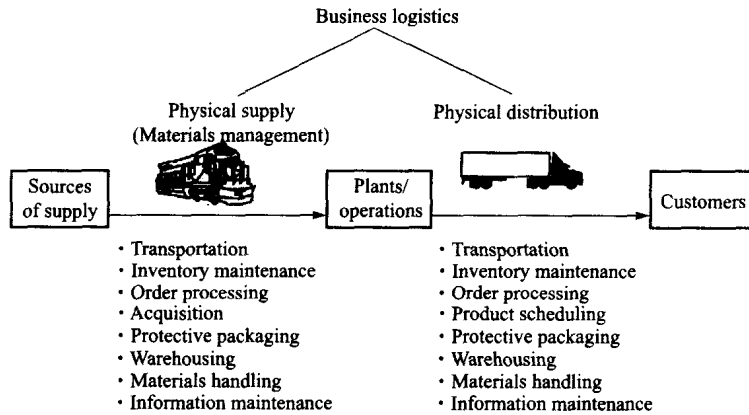 Business logistics
Physical supply
(Materials management)
Physical distribution
Sources
of supply
Plants/
operations
Customers
· Transportation
· Inventory maintenance
· Order processing
· Acquisition
· Protective packaging
· Warehousing
· Materials handling
· Information maintenance
· Transportation
· Inventory maintenance
· Order processing
· Product scheduling
· Protective packaging
· Warehousing
· Materials handling
· Information maintenance